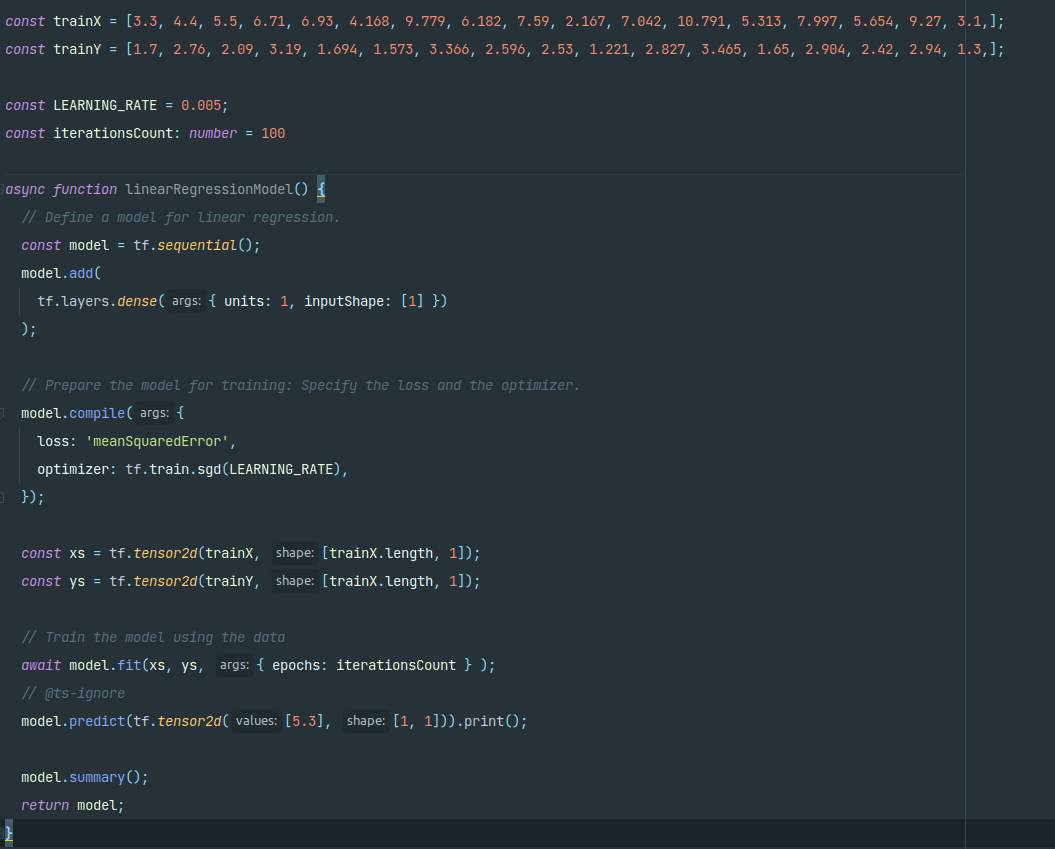 const trainX = [3.3, 4.4, 5.5, 6.71, 6.93, 4.168, 9.779, 6.182, 7.59, 2.167, 7.042, 10.791, 5.313, 7.997, 5.654, 9.27, 3.1,];
const trainY = [1.7, 2.76, 2.09, 3.19, 1.694, 1.573, 3.366, 2.596, 2.53, 1.221, 2.827, 3.465, 1.65, 2.904, 2.42, 2.94, 1.3,];
const LEARNING_RATE = 0.005;
const iterationsCount: number = 100
async function linearRegressionModel() {
// Define a model for linear regression.
const model = tf.sequential();
model.add(
tf.layers.dense( args: { units: 1, inputShape: [1] })
);
// Prepare the model for training: Specify the loss and the optimizer.
model.compile( args: {
loss: 'meanSquaredError',
optimizer: tf.train.sgd(LEARNING_RATE),
});
const xs = tf.tensor2d(trainX, shape: [trainX.length, 1]);
const ys = tf.tensor2d(trainY, shape: [trainX.length, 1]);
// Train the model using the data
await model.fit(xs, ys, args: { epochs: iterationsCount } );
// @ts-ignore
model.predict(tf.tensor2d( values: [5.3], shape: [1, 1])).print();
model.summary();
return model;
}